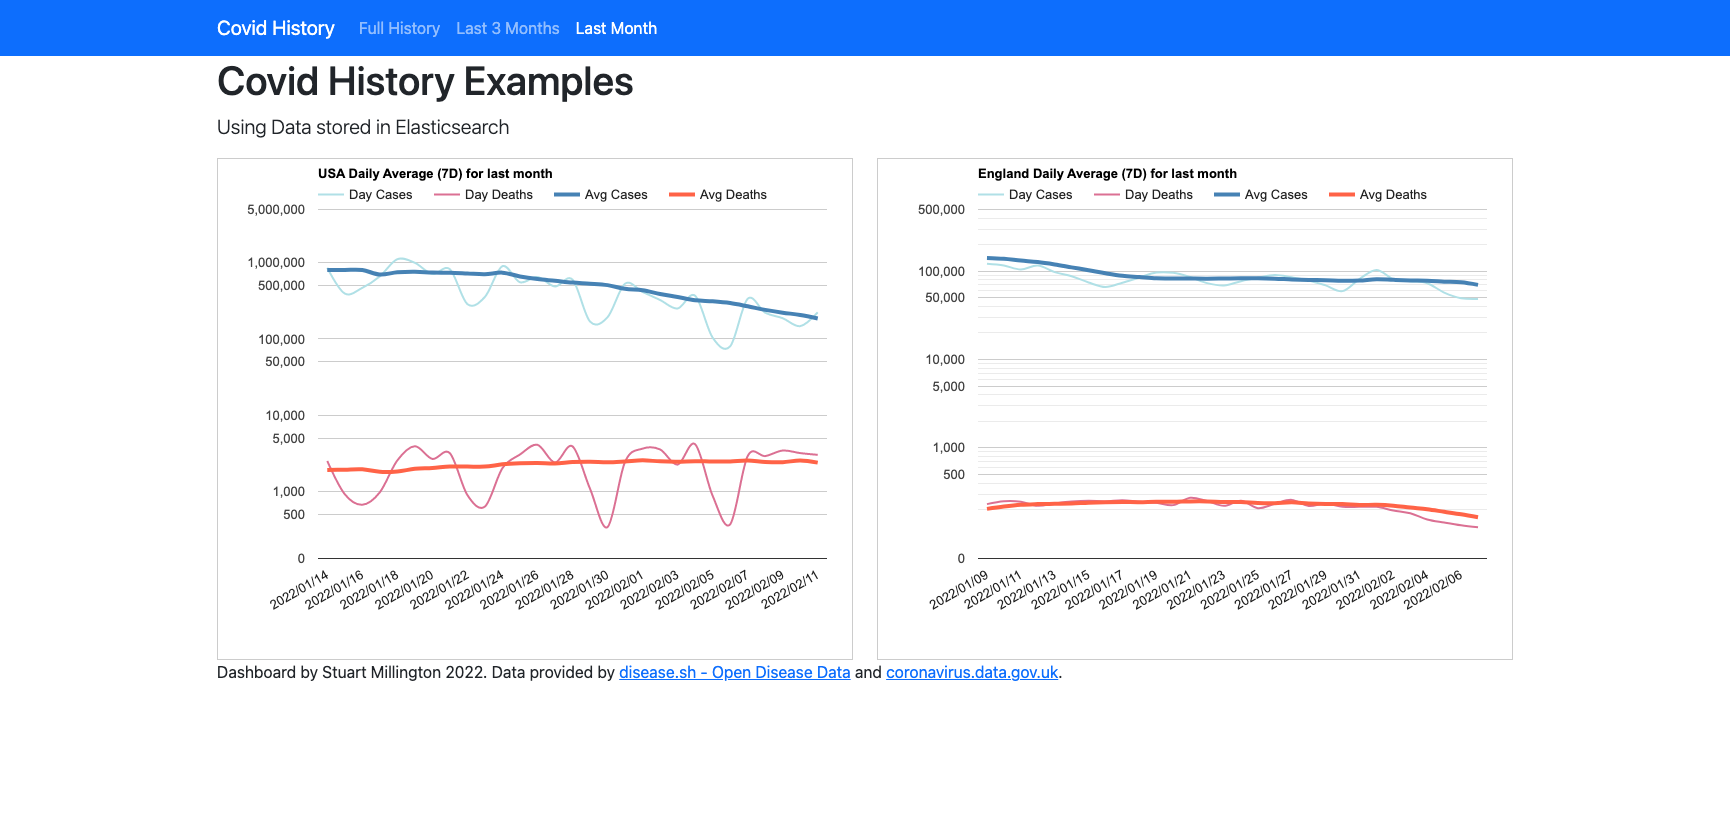 Covid History Full History Last 3 Months Last Month
Covid History Examples
Using Data stored in Elasticsearch
USA Daily Average (7D) for last month
Day Cases Day Deaths Avg Cases Avg Deaths
5,000,000
1,000,000
500,000
100,000
50,000
10,000
5,000
1,000
500
0
2022/01/14 2022/01/16 2022/01/18 2022/01/20 2022/01/22 2022/01/24 2022/01/26 2022/01/28 2022/01/30 2022/02/01 2022/02/03 2022/02/05 2022/02/07 2022/02/09 2022/02/11
England Daily Average (7D) for last month
Day Cases Day Deaths Avg Cases Avg Deaths
500,000
100,000
50,000
10,000
5,000
1,000
500
0
2022/01/09 2022/01/11 2022/01/13 2022/01/15 2022/01/17 2022/01/19 2022/01/21 2022/01/23 2022/01/25 2022/01/27 2022/01/29 2022/01/31 2022/02/02 2022/02/04 2022/02/06
Dashboard by Stuart Millington 2022. Data provided by disease.sh - Open Disease Data and coronavirus.data.gov.uk.